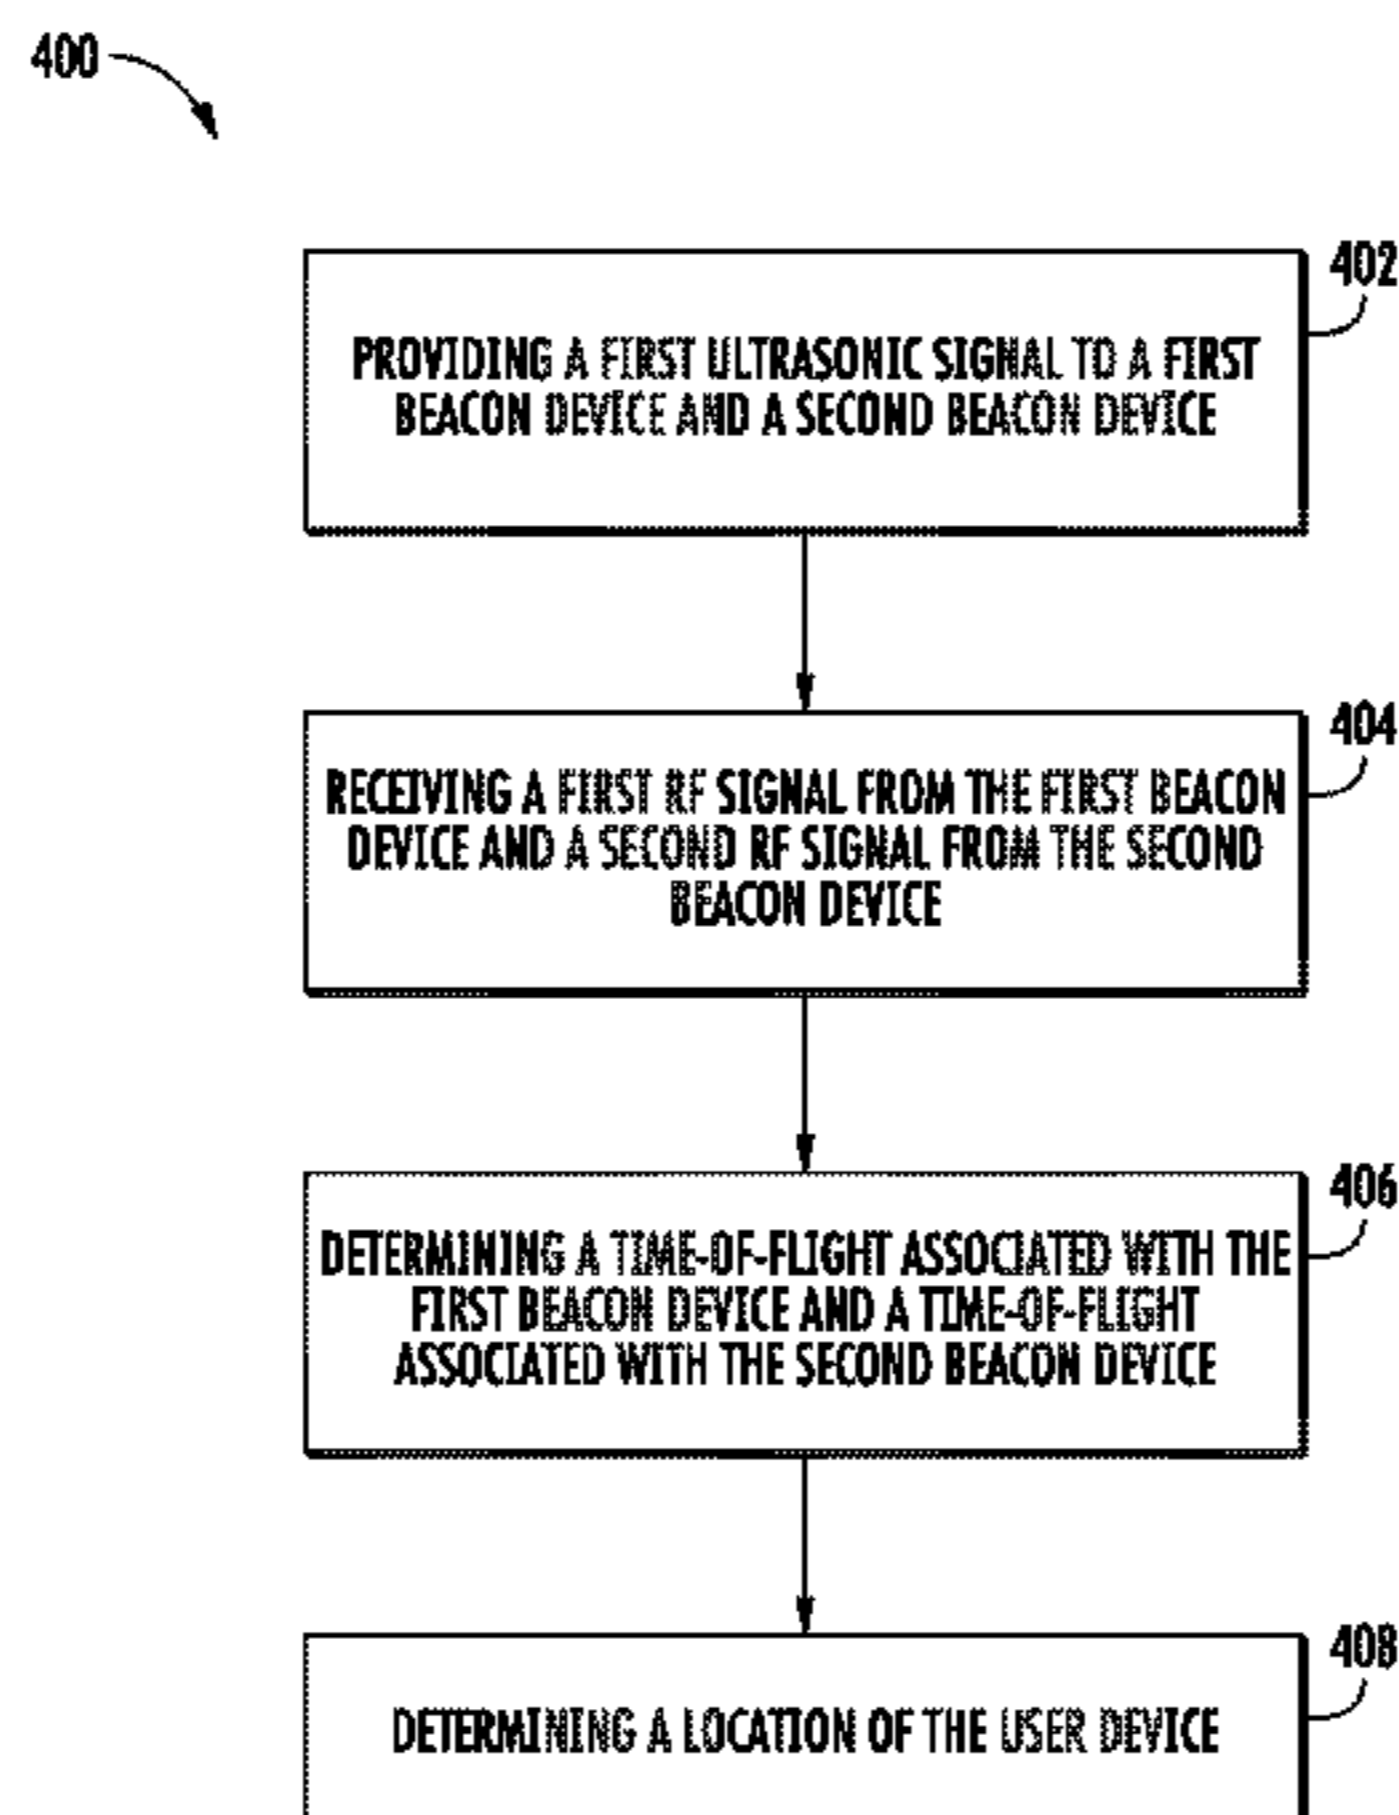 400
402
PROVIDING A FIRST ULTRASONIC SIGNAL TO A FIRST
BEACON DEVICE AND A SECOND BEACON DEVICE
404
RECEIVING A FIRST RF SIGNAL FROM THE FIRST BEACON
DEVICE AND A SECOND RF SIGNAL FROM THE SECOND
BEACON DEVICE
406
DETERMINING A TIME-OF-FLIGHT ASSOCIATED WITH THE
FIRST BEACON DEVICE AND A TIME-OF-FLIGHT
ASSOCIATED WITH THE SECOND BEACON DEVICE
408
DETERMINING A LOCATION OF THE USER DEVICE